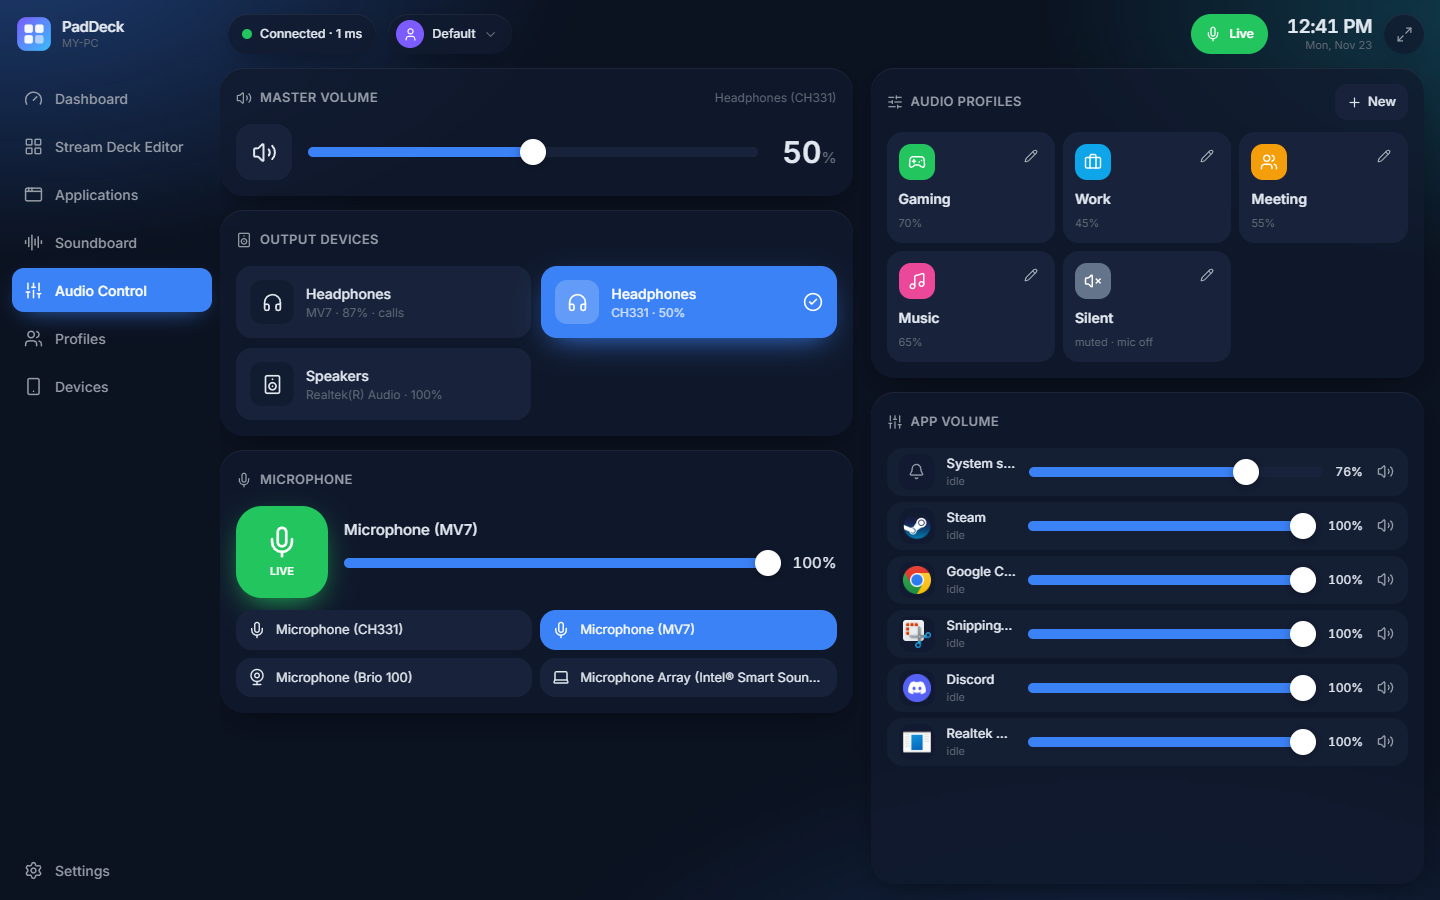 PadDeck
MY-PC
Connected · 1 ms
Default
Live
12:41 PM
Mon, Nov 23
Dashboard
Stream Deck Editor
Applications
Soundboard
Audio Control
Profiles
Devices
Settings
MASTER VOLUME
Headphones (CH331)
50%
OUTPUT DEVICES
Headphones
MV7 · 87% · calls
Headphones
CH331 · 50%
Speakers
Realtek(R) Audio · 100%
MICROPHONE
LIVE
Microphone (MV7)
100%
Microphone (CH331)
Microphone (MV7)
Microphone (Brio 100)
Microphone Array (Intel® Smart Soun...
AUDIO PROFILES
New
Gaming
70%
Work
45%
Meeting
55%
Music
65%
Silent
muted · mic off
APP VOLUME
System s...
idle
76%
Steam
idle
100%
Google C...
idle
100%
Snipping...
idle
100%
Discord
idle
100%
Realtek ...
idle
100%